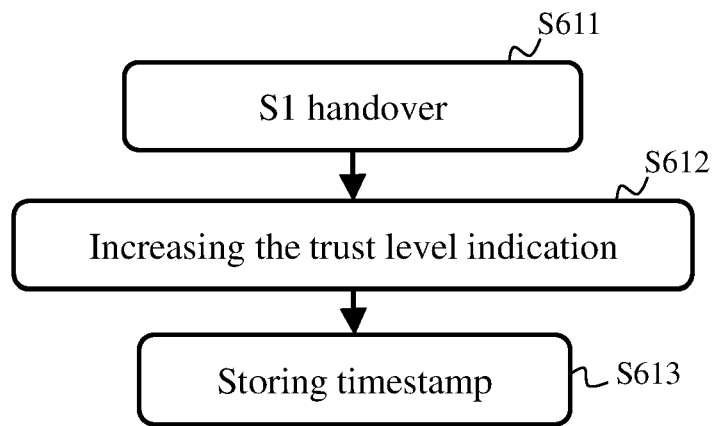 S611
S1 handover
S612
Increasing the trust level indication
Storing timestamp
S613